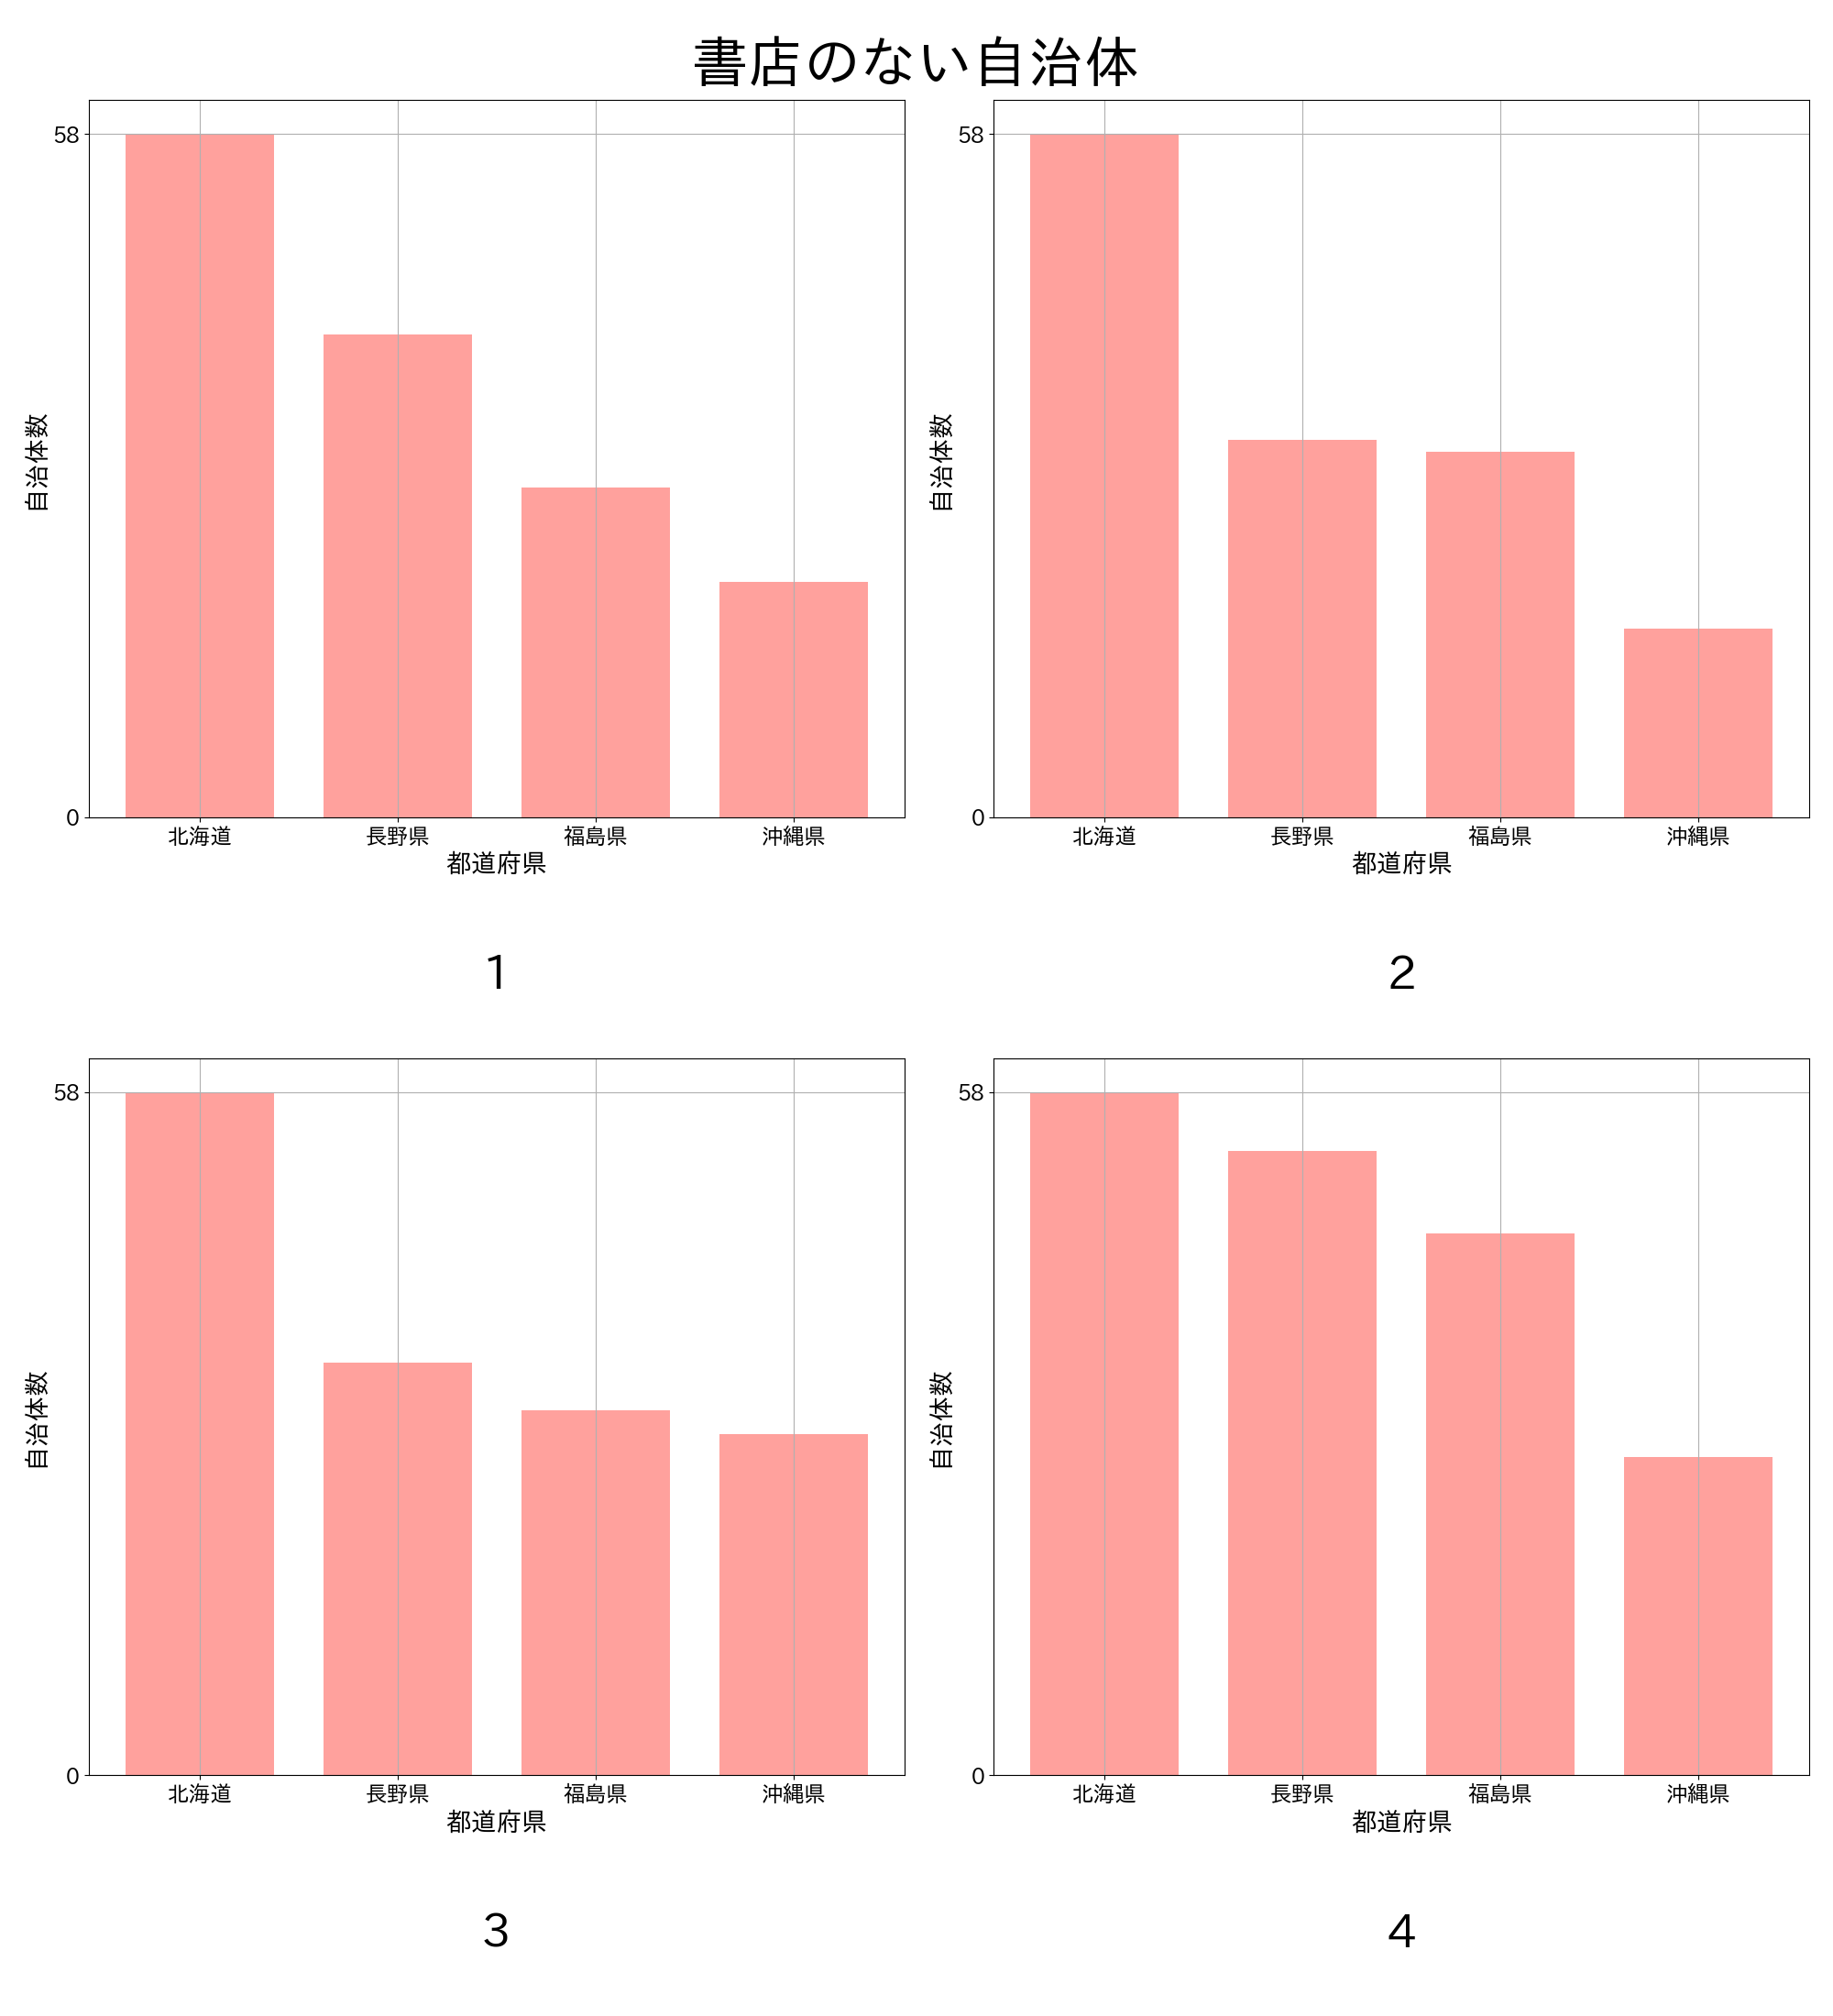 書店のない自治体
58
0
自治体数
北海道 長野県 福島県 沖縄県
都道府県
1
58
0
自治体数
北海道 長野県 福島県 沖縄県
都道府県
2
58
0
自治体数
北海道 長野県 福島県 沖縄県
都道府県
3
58
0
自治体数
北海道 長野県 福島県 沖縄県
都道府県
4